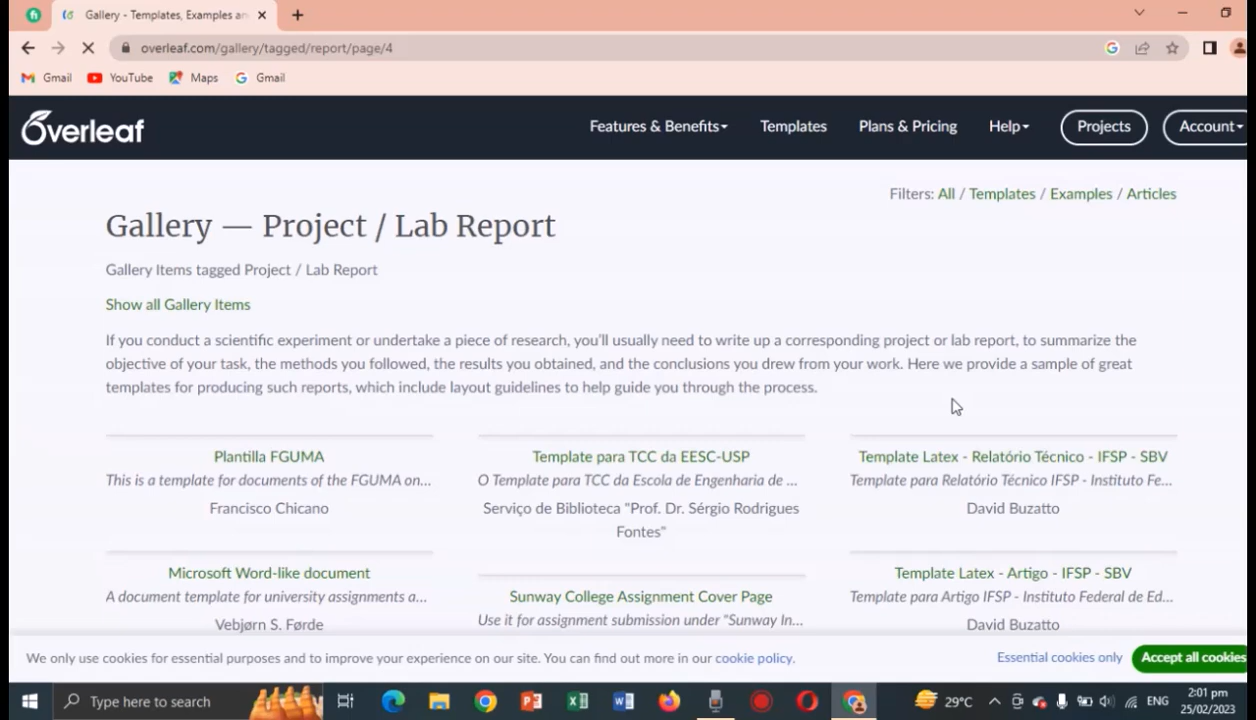 Gallery - Templates, Examples an
overleaf.com/gallery/tagged/report/page/4
Gmail YouTube Maps Gmail
Overleaf
Features & Benefits Templates Plans & Pricing Help Projects Account
Filters: All / Templates / Examples / Articles
Gallery — Project / Lab Report
Gallery Items tagged Project / Lab Report
Show all Gallery Items
If you conduct a scientific experiment or undertake a piece of research, you'll usually need to write up a corresponding project or lab report, to summarize the
objective of your task, the methods you followed, the results you obtained, and the conclusions you drew from your work. Here we provide a sample of great
templates for producing such reports, which include layout guidelines to help guide you through the process.
Plantilla FGUMA
This is a template for documents of the FGUMA on...
Francisco Chicano
Template para TCC da EESC-USP
O Template para TCC da Escola de Engenharia de ...
Serviço de Biblioteca "Prof. Dr. Sérgio Rodrigues
Fontes"
Template Latex - Relatório Técnico - IFSP - SBV
Template para Relatório Técnico IFSP - Instituto Fe...
David Buzatto
Microsoft Word-like document
A document template for university assignments a...
Vebjørn S. Førde
Sunway College Assignment Cover Page
Use it for assignment submission under "Sunway In...
Template Latex - Artigo - IFSP - SBV
Template para Artigo IFSP - Instituto Federal de Ed...
David Buzatto
We only use cookies for essential purposes and to improve your experience on our site. You can find out more in our cookie policy.
Essential cookies only Accept all cookies
Type here to search
29°C ENG
2:01 pm
25/02/2023